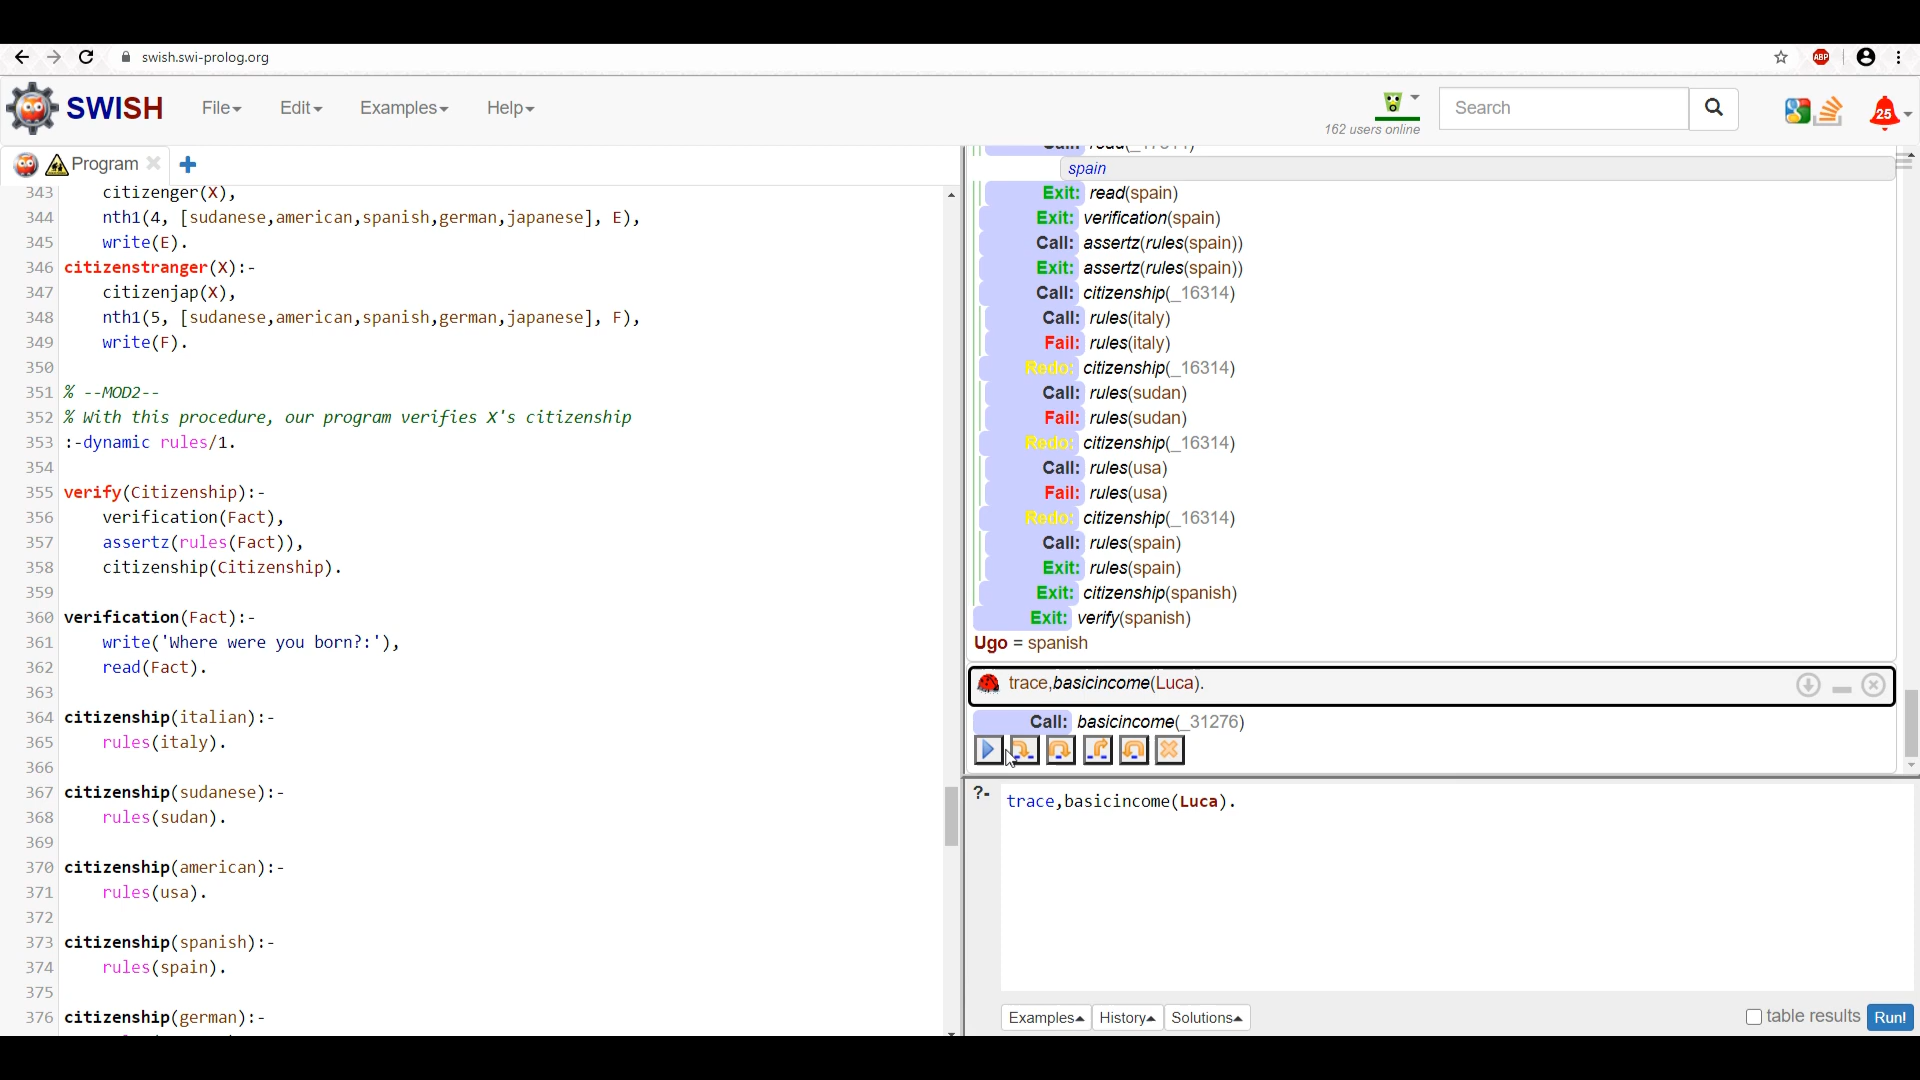 swish.swi-prolog.org
ABP
SWISH File Edit Examples Help
162 users online
Search
25
Program
343 citizenger(X),
344 nth1(4, [sudanese,american,spanish,german,japanese], E),
345 write(E).
346 citizenstranger(X):-
347 citizenjap(X),
348 nth1(5, [sudanese,american,spanish,german,japanese], F),
349 write(F).
350
351 % --MOD2--
352 % With this procedure, our program verifies X's citizenship
353 :-dynamic rules/1.
354
355 verify(Citizenship):-
356 verification(Fact),
357 assertz(rules(Fact)),
358 citizenship(Citizenship).
359
360 verification(Fact):-
361 write('Where were you born?:'),
362 read(Fact).
363
364 citizenship(italian):-
365 rules(italy).
366
367 citizenship(sudanese):-
368 rules(sudan).
369
370 citizenship(american):-
371 rules(usa).
372
373 citizenship(spanish):-
374 rules(spain).
375
376 citizenship(german):-
spain
Exit: read(spain)
Exit: verification(spain)
Call: assertz(rules(spain))
Exit: assertz(rules(spain))
Call: citizenship(_16314)
Call: rules(italy)
Fail: rules(italy)
Redo: citizenship(_16314)
Call: rules(sudan)
Fail: rules(sudan)
Redo: citizenship(_16314)
Call: rules(usa)
Fail: rules(usa)
Redo: citizenship(_16314)
Call: rules(spain)
Exit: rules(spain)
Exit: citizenship(spanish)
Exit: verify(spanish)
Ugo = spanish
trace,basicincome(Luca).
Call: basicincome(_31276)
?- trace,basicincome(Luca).
Examples History Solutions table results Run!